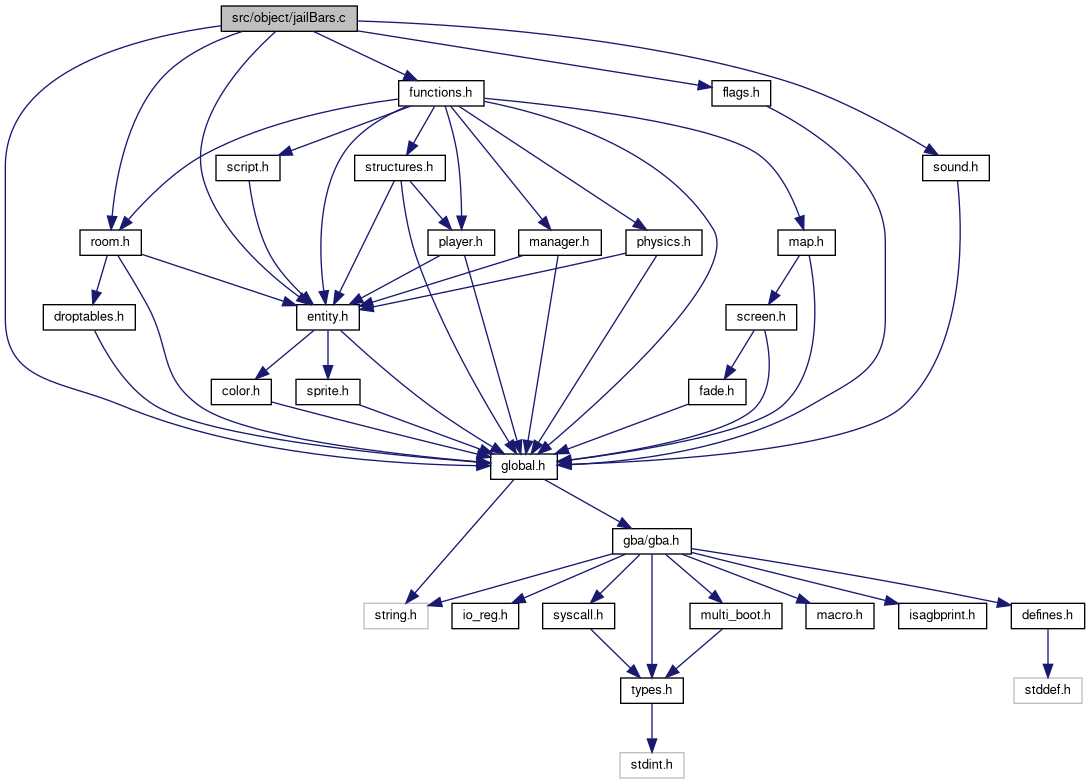 src/object/jailBars.c
functions.h
flags.h
script.h
structures.h
sound.h
room.h
player.h
manager.h
physics.h
map.h
droptables.h
entity.h
screen.h
color.h
sprite.h
fade.h
global.h
gba/gba.h
string.h
io_reg.h
syscall.h
multi_boot.h
macro.h
isagbprint.h
defines.h
types.h
stddef.h
stdint.h